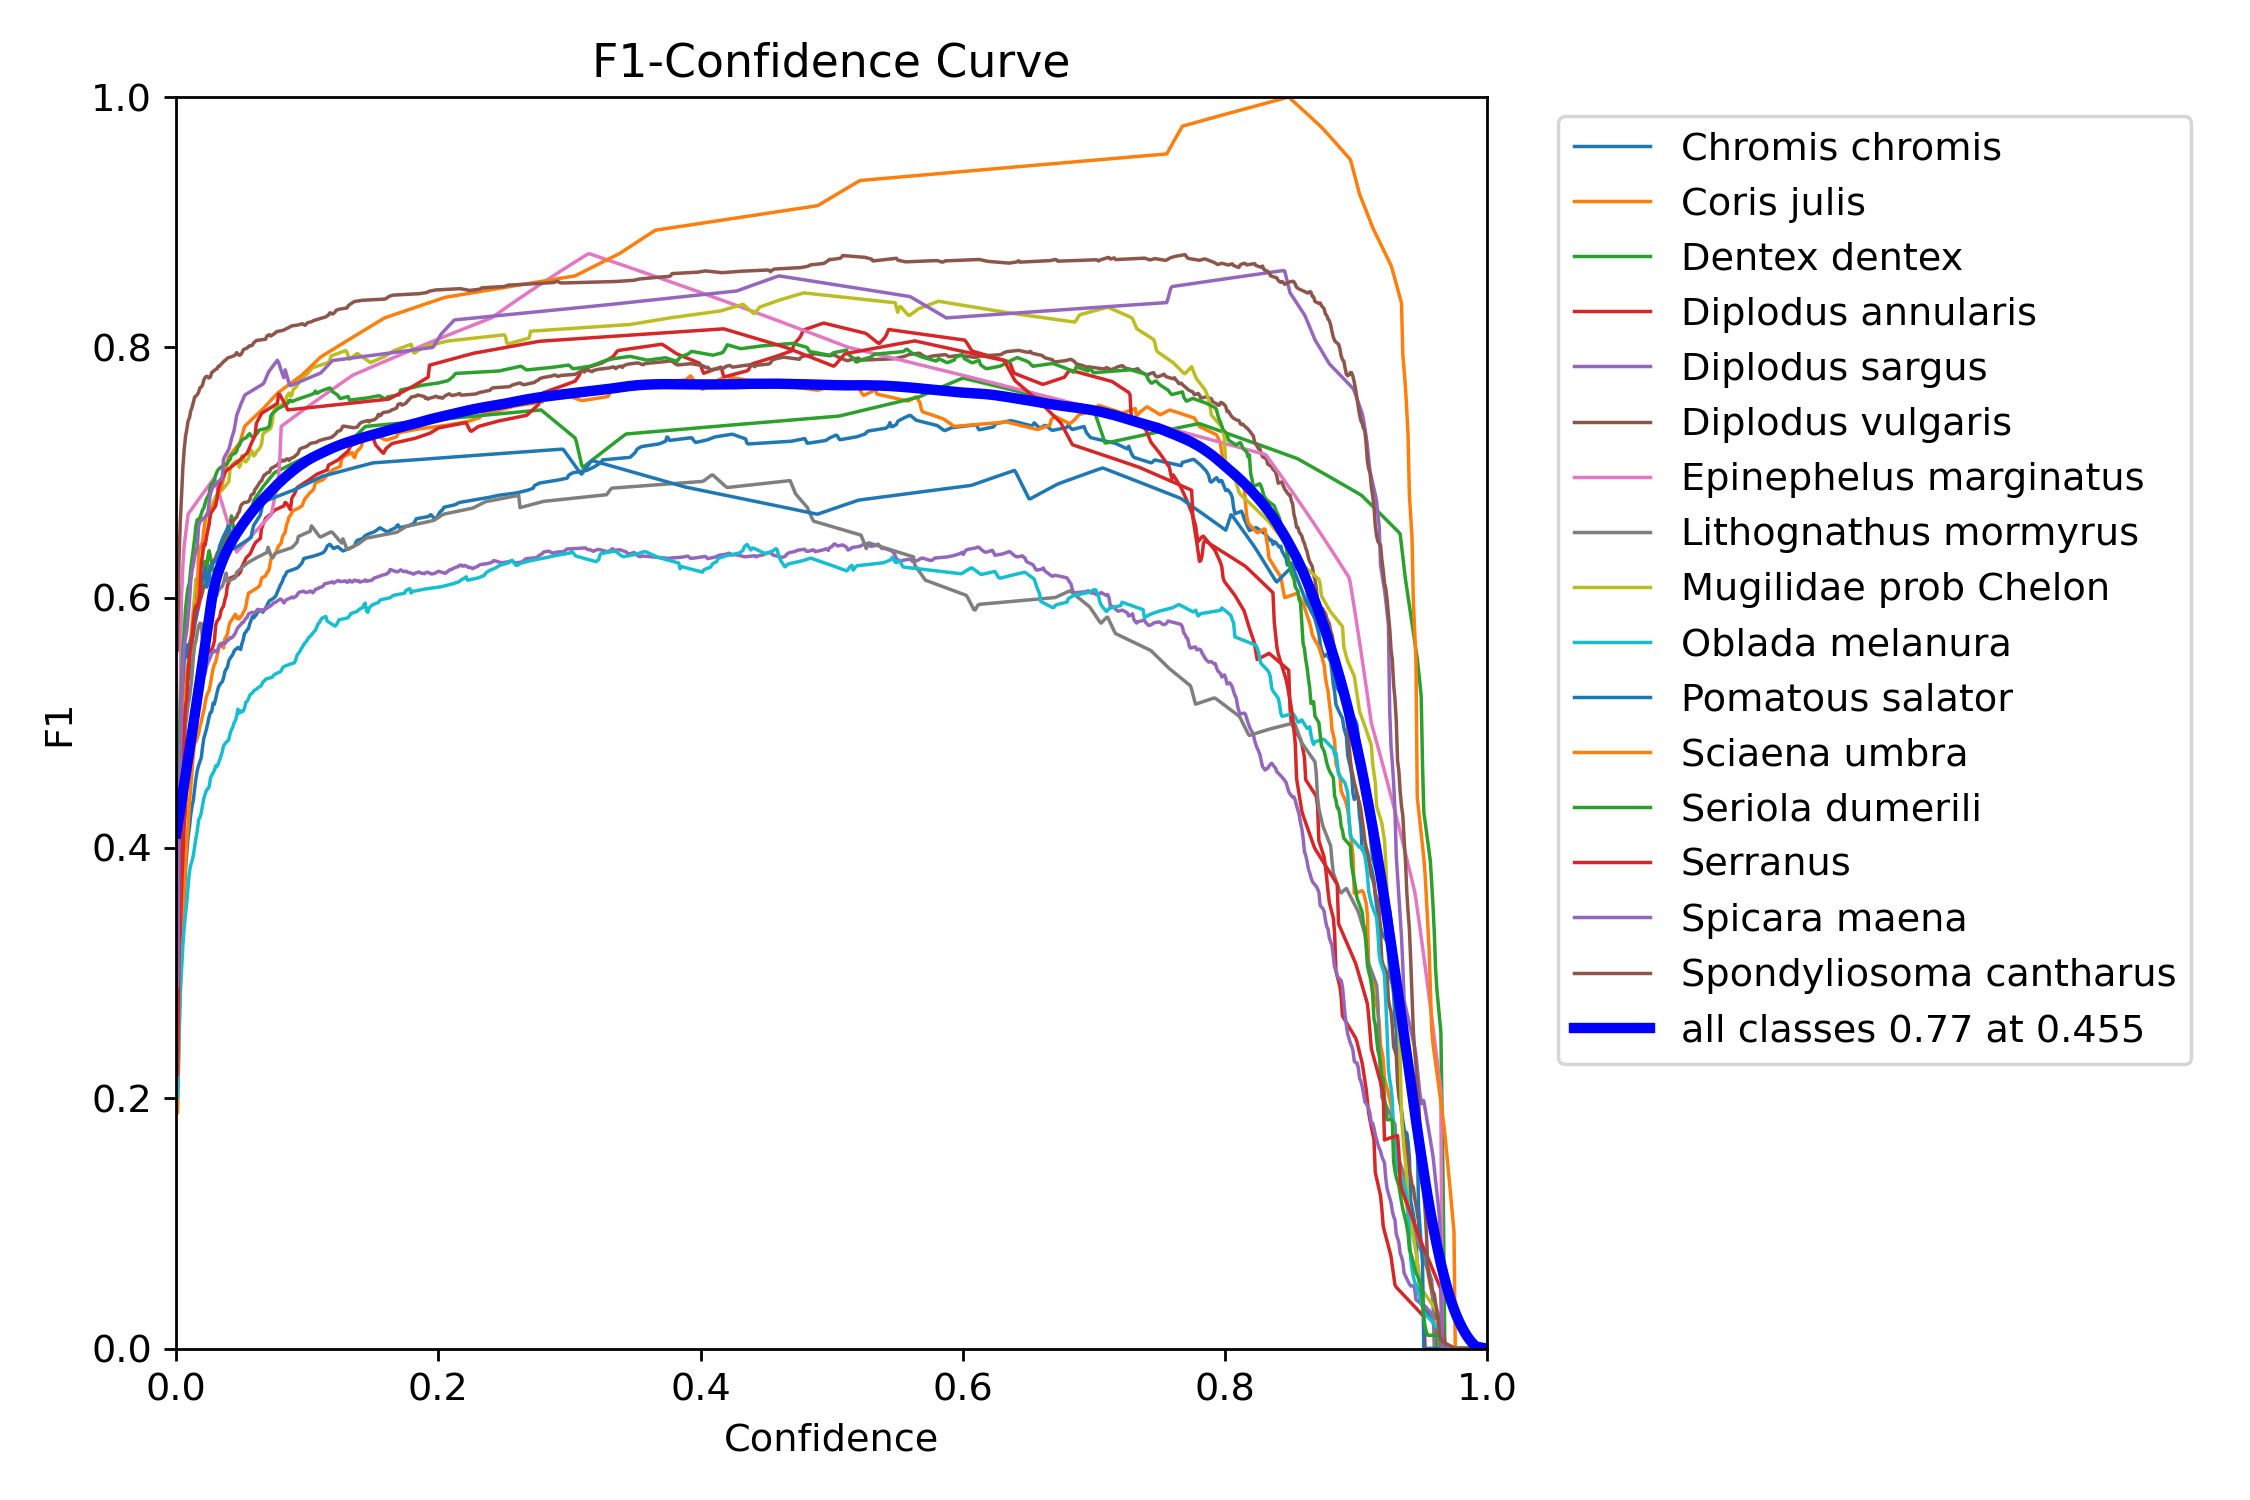 F1-Confidence Curve
1.0
0.8
0.6
0.4
0.2
0.0
F1
0.0 0.2 0.4 0.6 0.8 1.0
Confidence
Chromis chromis
Coris julis
Dentex dentex
Diplodus annularis
Diplodus sargus
Diplodus vulgaris
Epinephelus marginatus
Lithognathus mormyrus
Mugilidae prob Chelon
Oblada melanura
Pomatous salator
Sciaena umbra
Seriola dumerili
Serranus
Spicara maena
Spondyliosoma cantharus
all classes 0.77 at 0.455